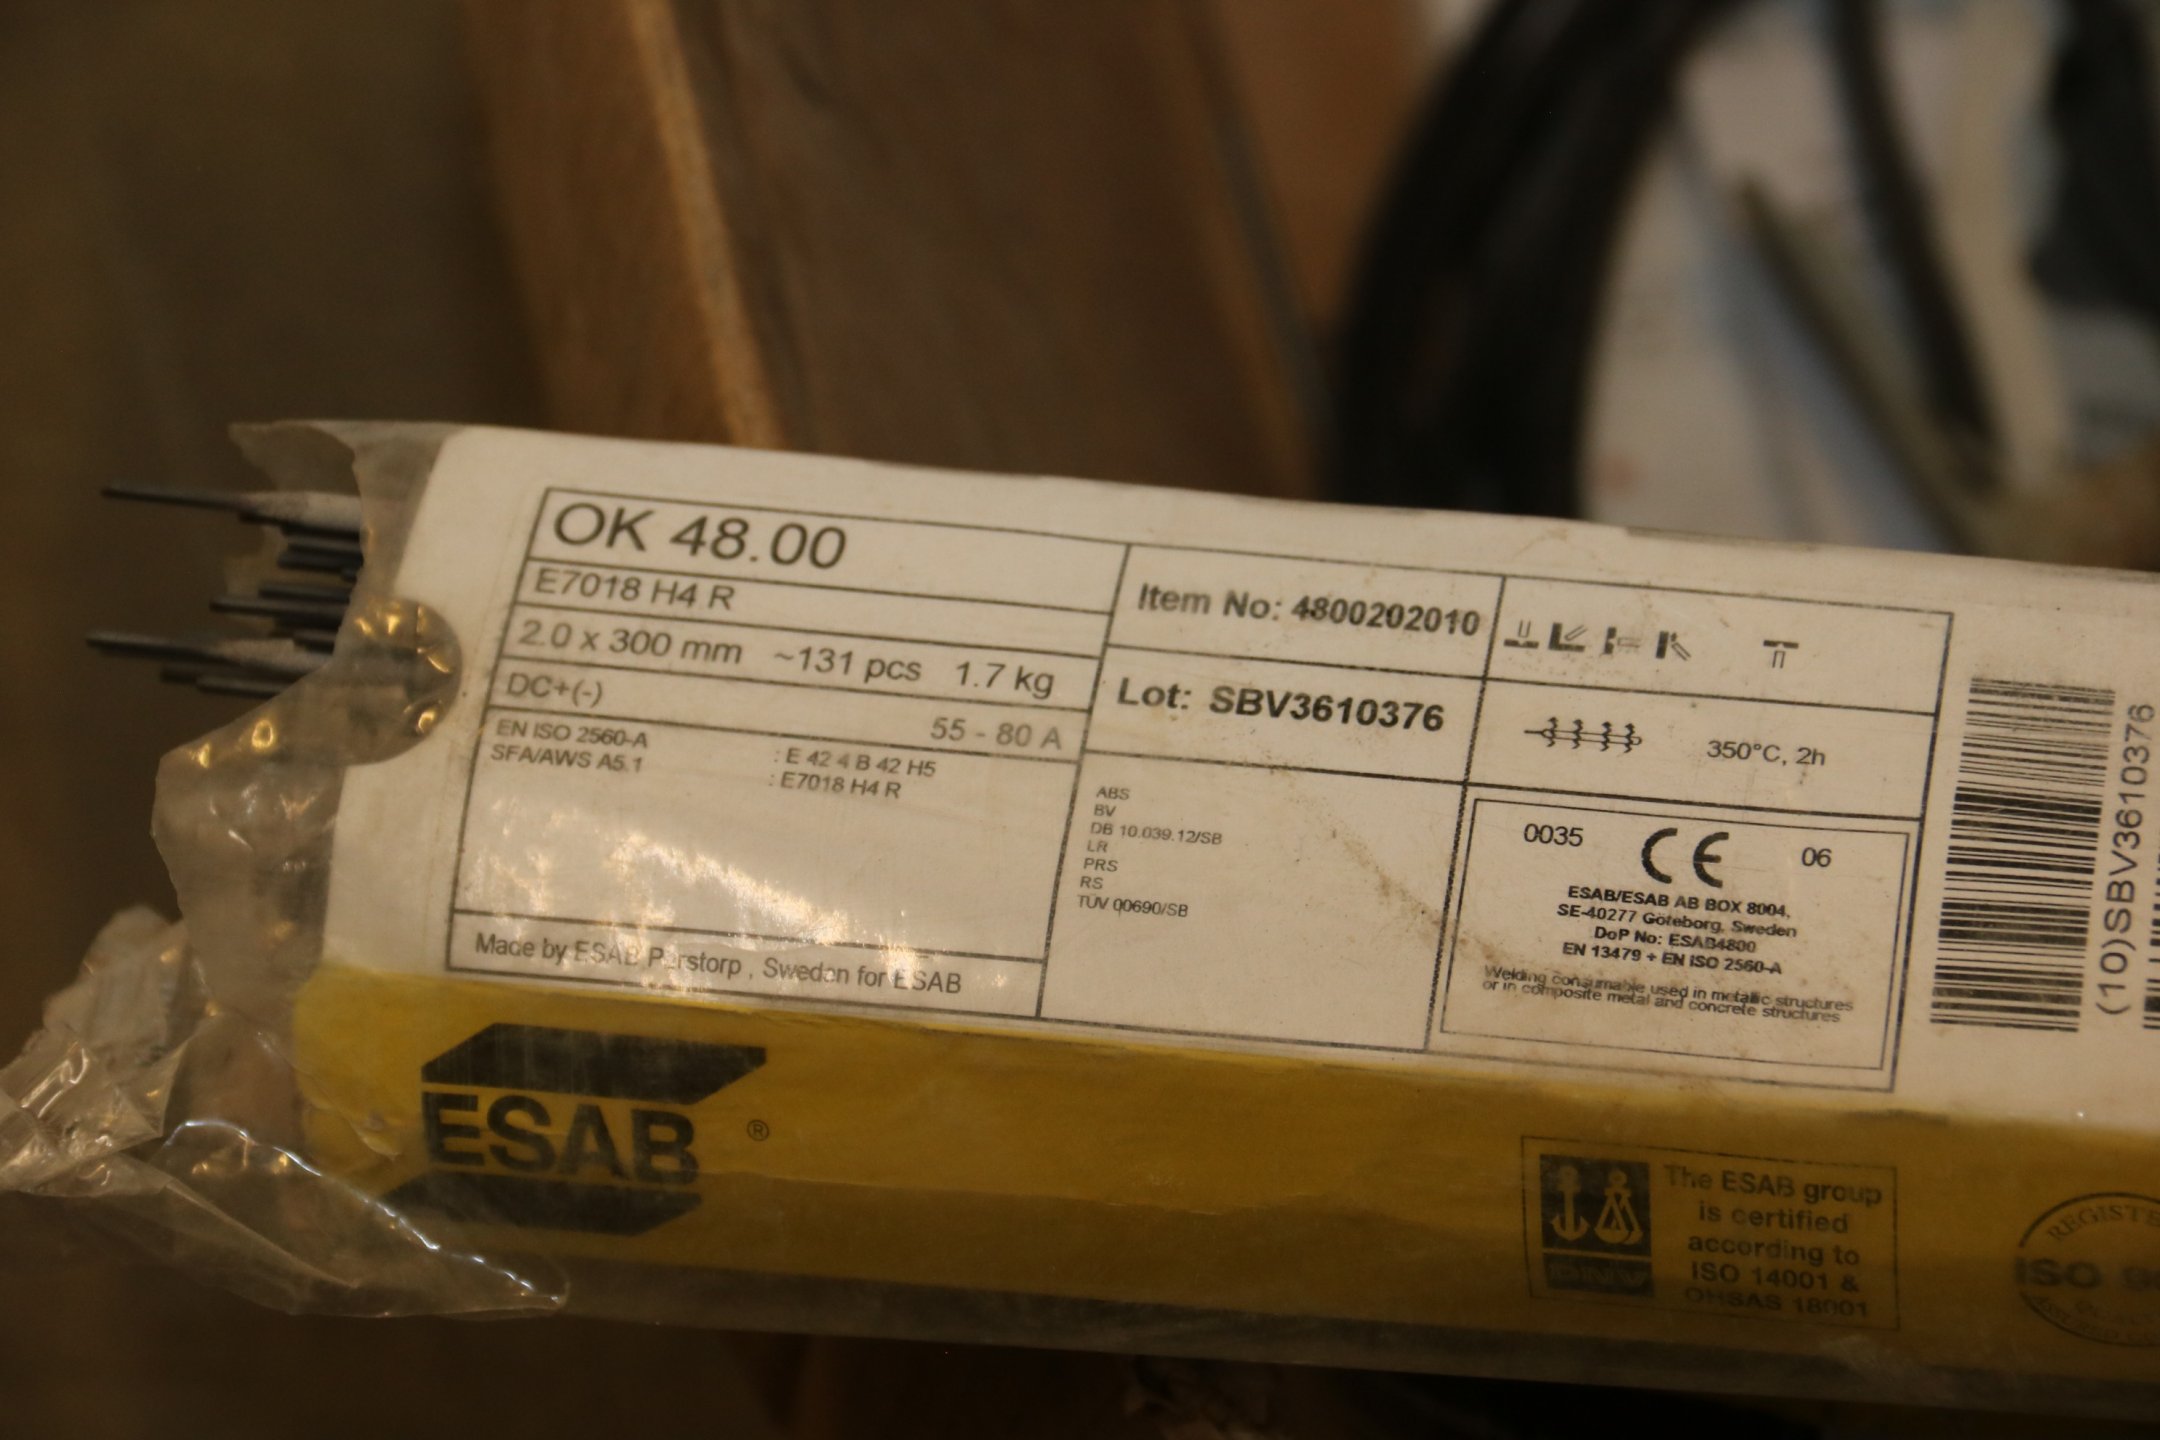 OK 48.00
E7018 H4 R
2.0 x 300 mm ~131 pcs 1.7 kg
DC+(-) 55 - 80 A
EN ISO 2560-A : E 42 4 B 42 H5
SFA/AWS A5.1 : E7018 H4 R
Made by ESAB Perstorp , Sweden for ESAB
Item No: 4800202010
Lot: SBV3610376
ABS
BV
DB 10.039.12/SB
LR
PRS
RS
TÜV 00690/SB
350°C, 2h
0035 CE 06
ESAB/ESAB AB BOX 8004,
SE-40277 Göteborg, Sweden
DoP No: ESAB4800
EN 13479 + EN ISO 2560-A
Welding consumable used in metallic structures
or in composite metal and concrete structures
(10)SBV3610376
ESAB ®
DNV
The ESAB group
is certified
according to
ISO 14001 &
OHSAS 18001
ISO